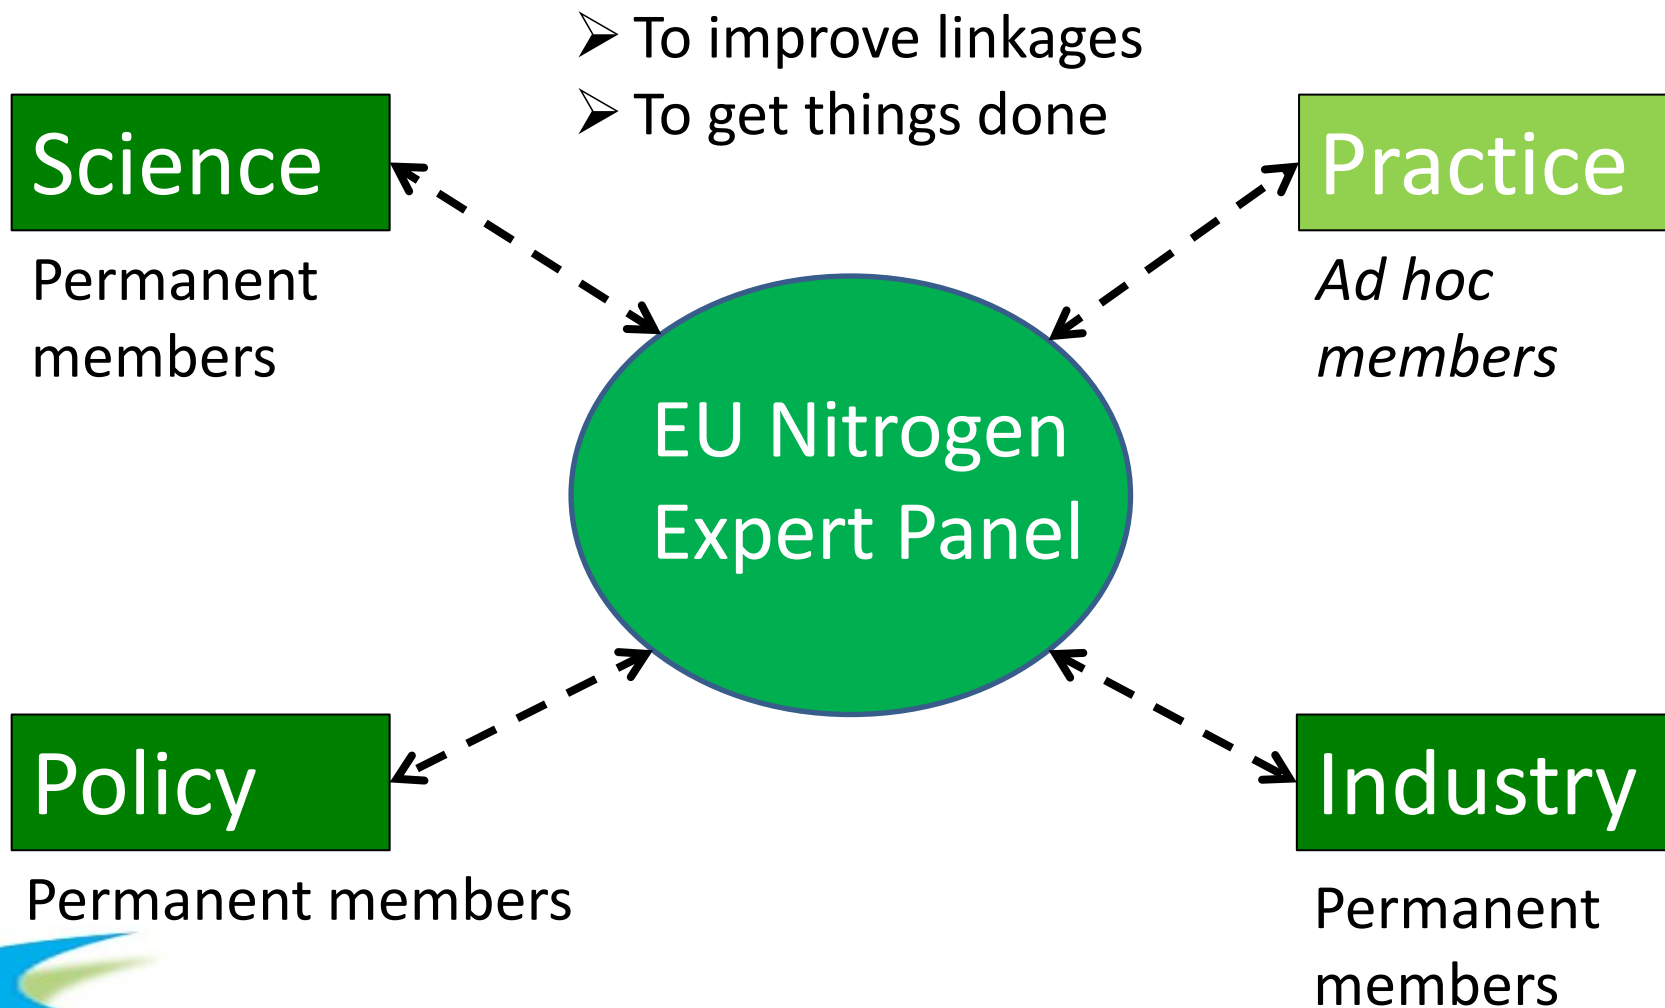 ➢ To improve linkages
➢ To get things done
Science
Practice
Permanent
members
Ad hoc
members
EU Nitrogen
Expert Panel
Policy
Industry
Permanent members
Permanent
members